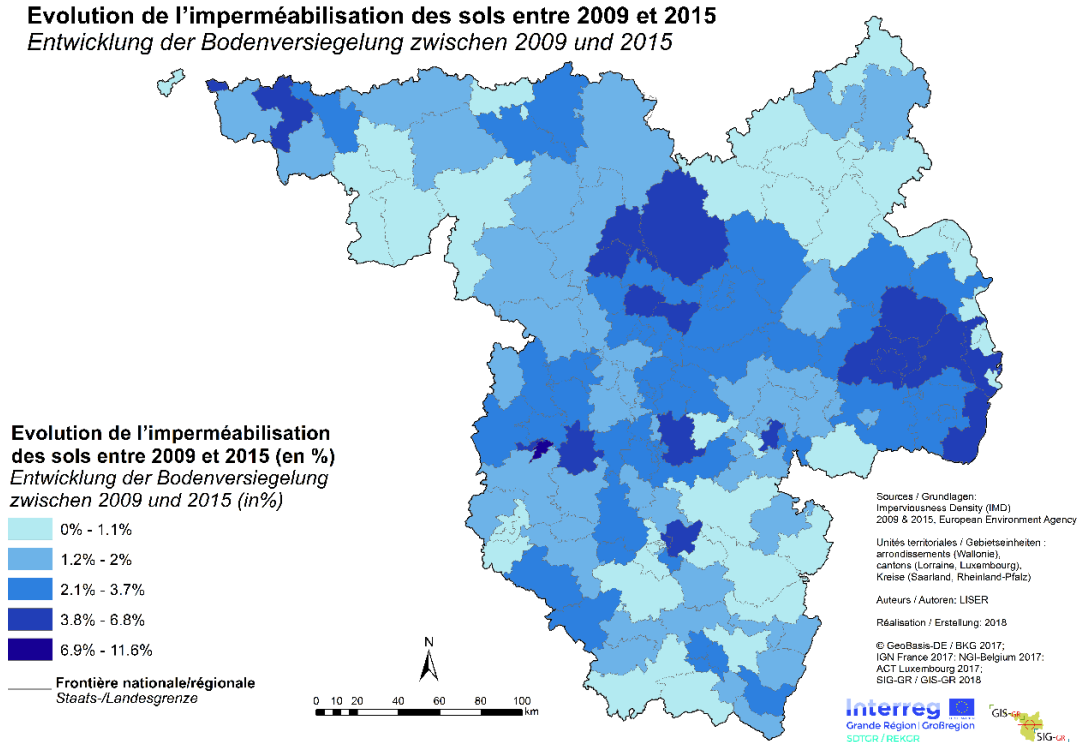 Evolution de l’imperméabilisation des sols entre 2009 et 2015
Entwicklung der Bodenversiegelung zwischen 2009 und 2015
Evolution de l’imperméabilisation
des sols entre 2009 et 2015 (en %)
Entwicklung der Bodenversiegelung
zwischen 2009 und 2015 (in%)
0% - 1.1%
1.2% - 2%
2.1% - 3.7%
3.8% - 6.8%
6.9% - 11.6%
Frontière nationale/régionale
Staats-/Landesgrenze
N
0 10 20 40 60 80 100
km
Sources / Grundlagen:
Imperviousness Density (IMD)
2009 & 2015, European Environment Agency
Unités territoriales / Gebietseinheiten :
arrondissements (Wallonie),
cantons (Lorraine, Luxembourg),
Kreise (Saarland, Rheinland-Pfalz)
Auteurs / Autoren: LISER
Réalisation / Erstellung: 2018
© GeoBasis-DE / BKG 2017;
IGN France 2017; NGI-Belgium 2017;
ACT Luxembourg 2017;
SIG-GR / GIS-GR 2018
Interreg
Grande Région | Großregion
SDTGR / REKGR
GIS-GR
SIG-GR